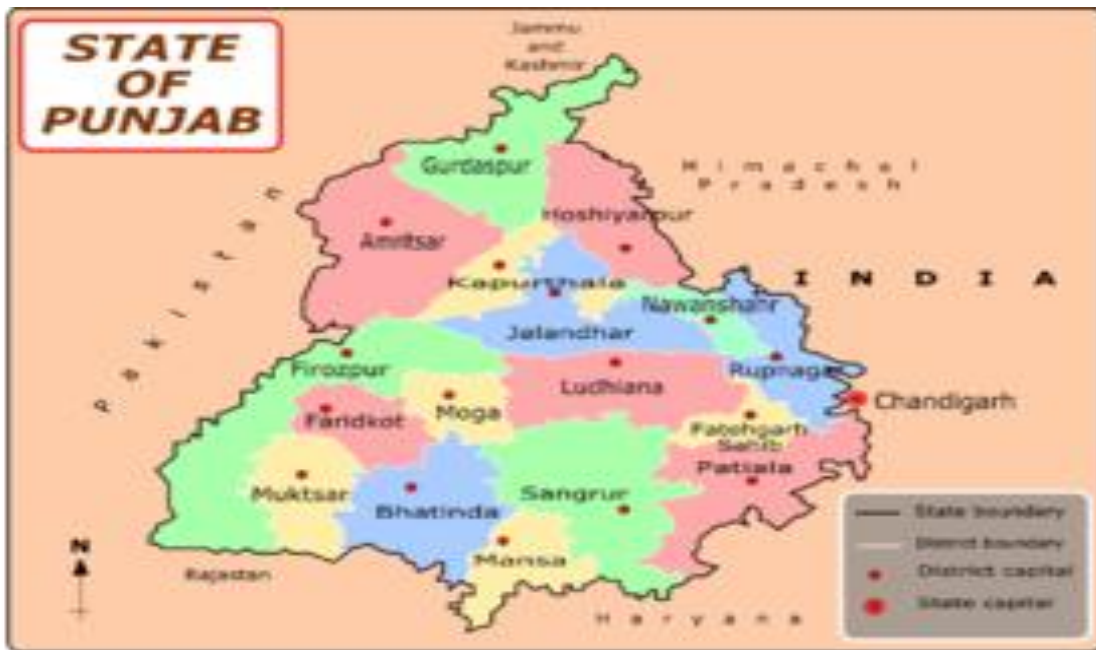 STATE
OF
PUNJAB
Jammu
and
Kashmir
Gurdaspur
Himachal
Pradesh
Pakistan
Hoshiyarpur
Amritsar
Kapurthala
INDIA
Nawanshahr
Jalandhar
Firozpur
Ludhiana
Rupnagar
Chandigarh
Faridkot
Moga
Fatehgarh
Sahib
Patiala
Muktsar
Bhatinda
Sangrur
Mansa
N
Rajastan
Haryana
State boundary
District boundary
District capital
State capital